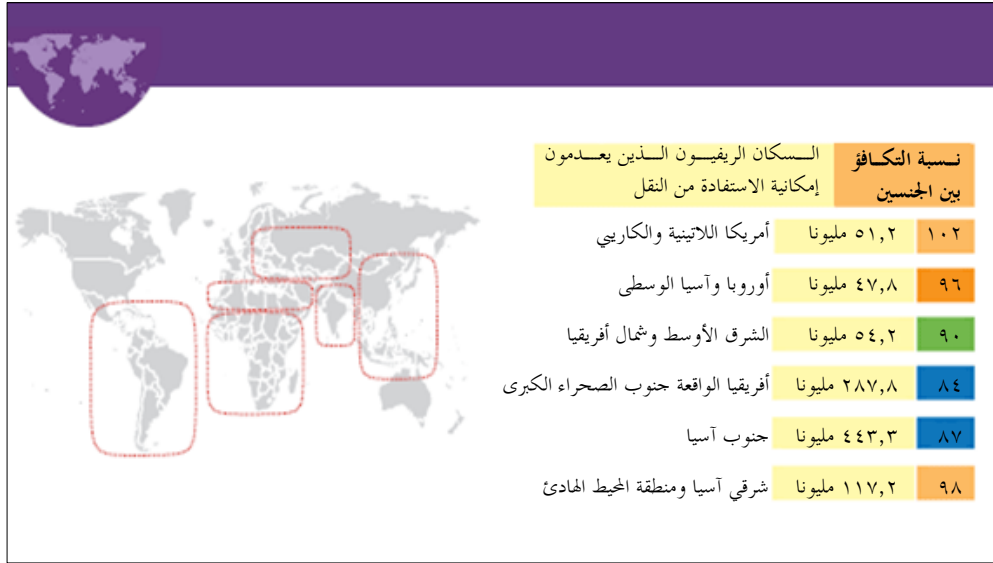 نسبة التكافؤ
بين الجنسين
السكان الريفيون الذين يعدمون
إمكانية الاستفادة من النقل
١٠٢ ٥١,٢ مليونا أمريكا اللاتينية والكاريبي
٩٦ ٤٧,٨ مليونا أوروبا وآسيا الوسطى
٩٠ ٥٤,٢ مليونا الشرق الأوسط وشمال أفريقيا
٨٤ ٢٨٧,٨ مليونا أفريقيا الواقعة جنوب الصحراء الكبرى
٨٧ ٤٤٣,٣ مليونا جنوب آسيا
٩٨ ١١٧,٢ مليونا شرقي آسيا ومنطقة المحيط الهادئ